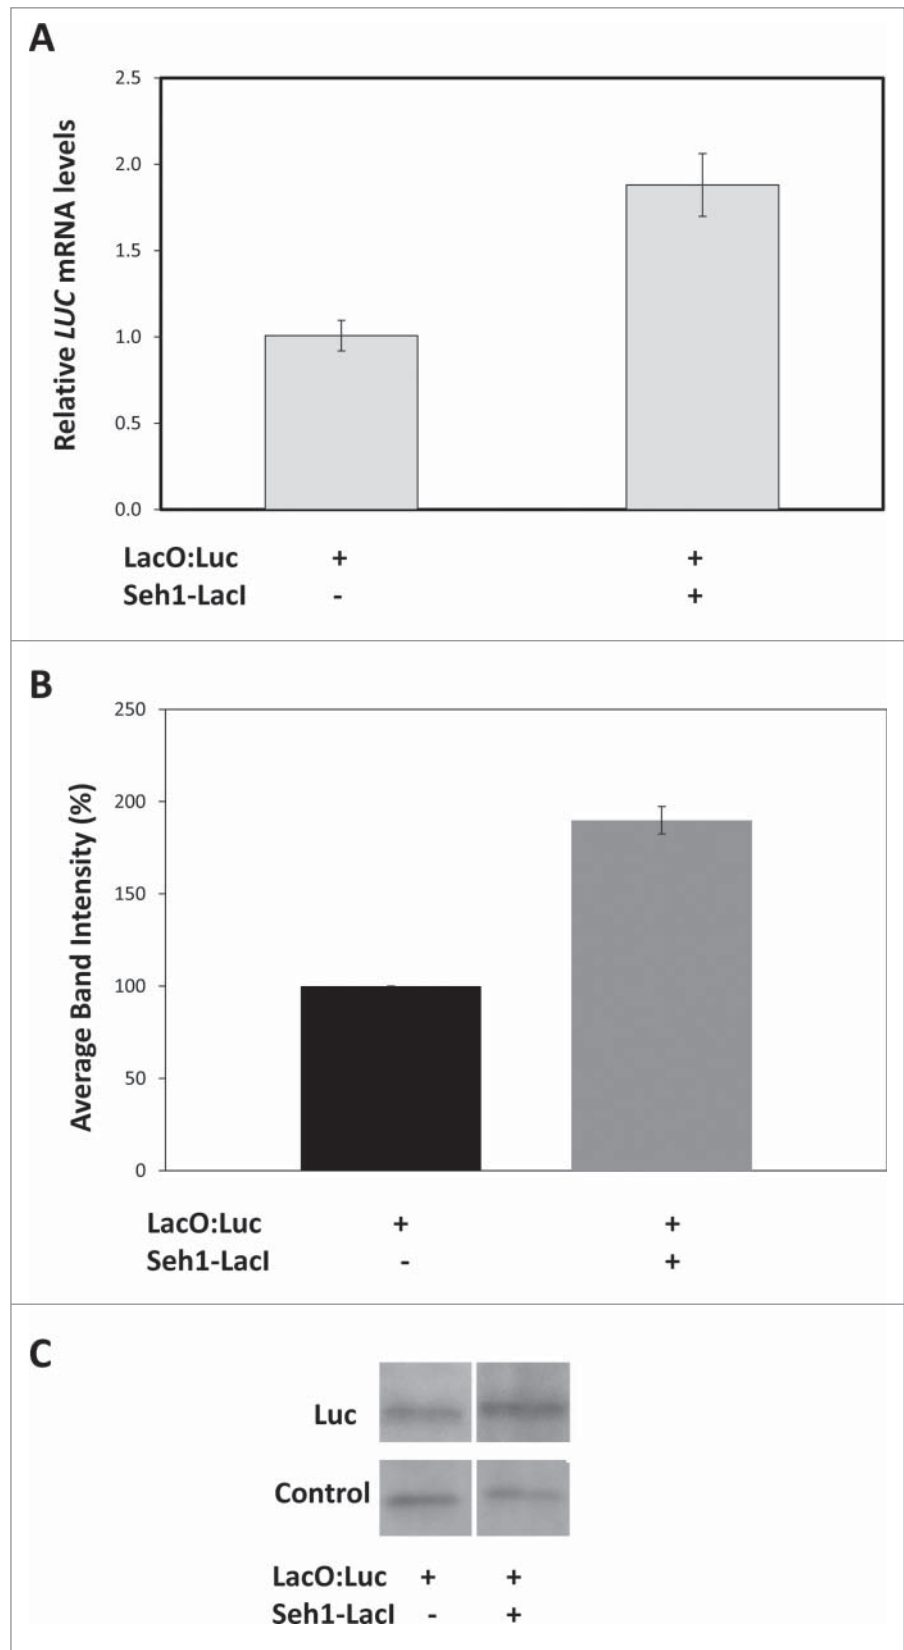 A
Relative LUC mRNA levels
2.5
2.0
1.5
1.0
0.5
0.0
LacO:Luc + +
Seh1-LacI - +
B
Average Band Intensity (%)
250
200
150
100
50
0
LacO:Luc + +
Seh1-LacI - +
C
Luc
Control
LacO:Luc + +
Seh1-LacI - +